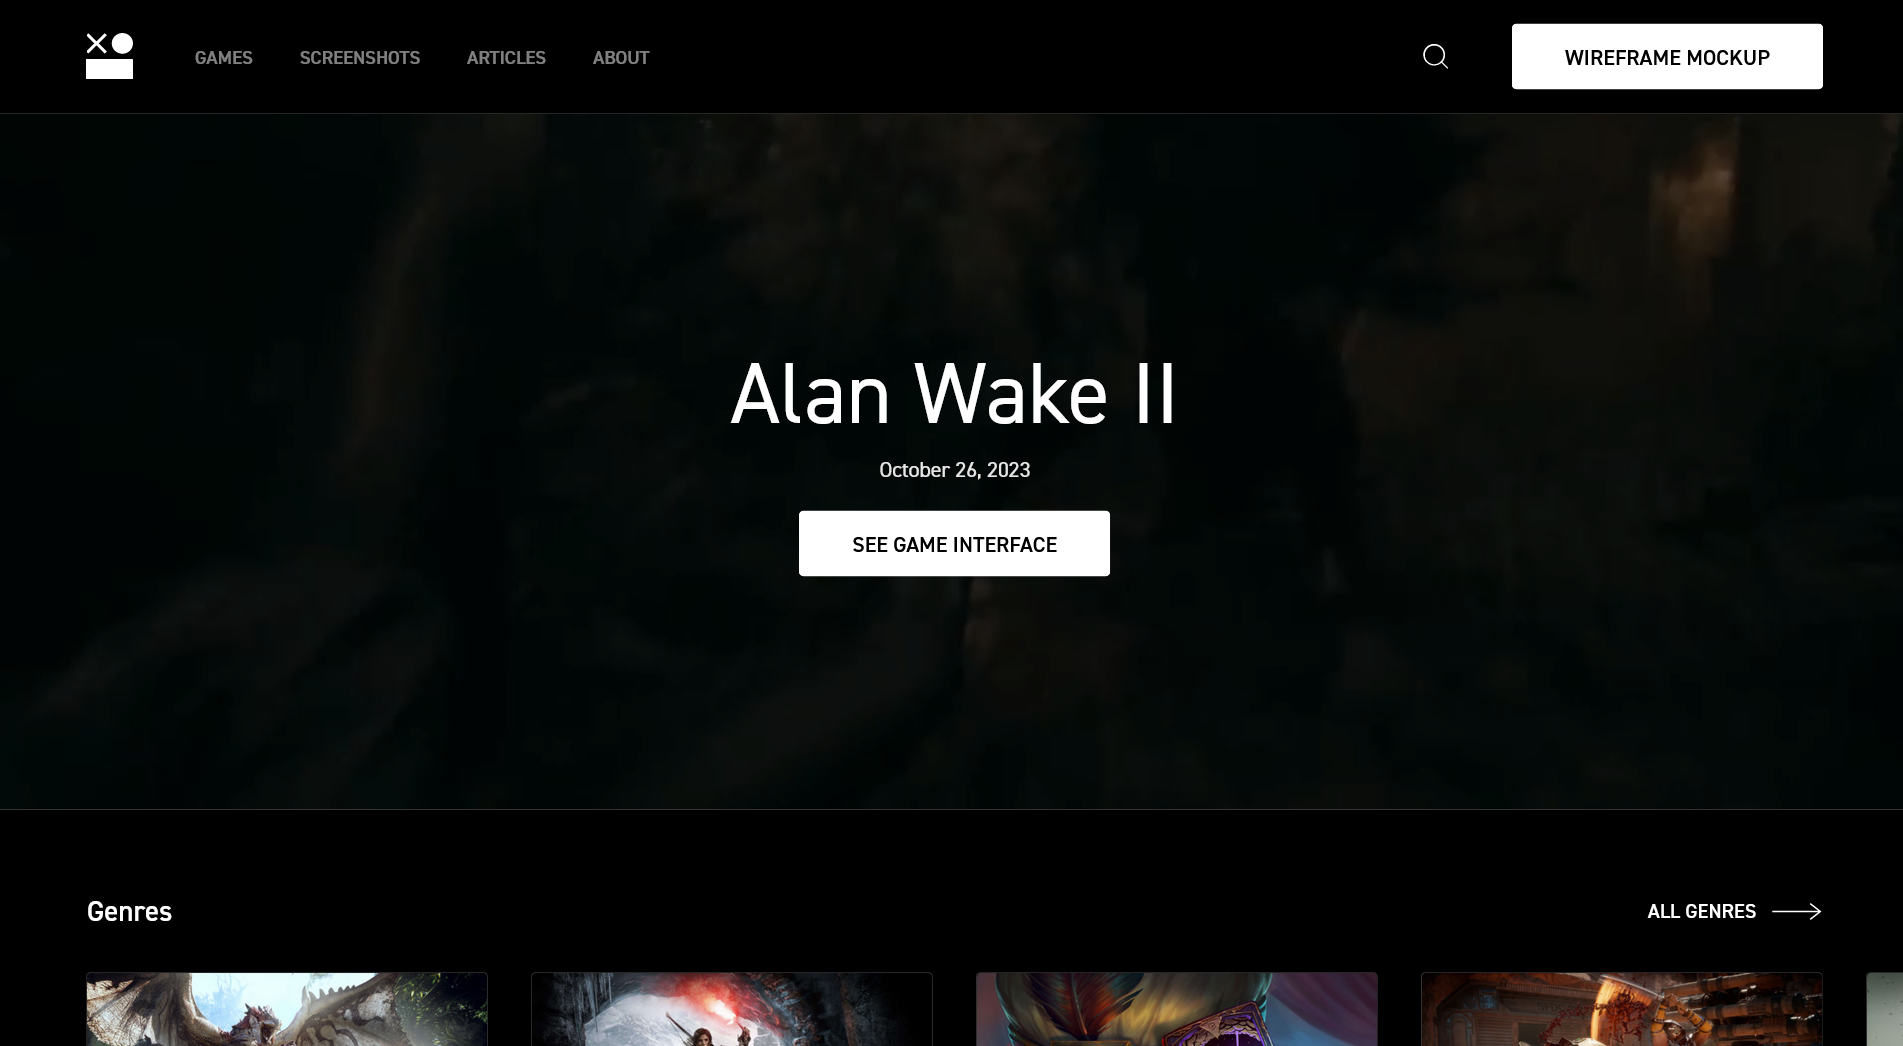 GAMES
SCREENSHOTS
ARTICLES
ABOUT
WIREFRAME MOCKUP
Alan Wake II
October 26, 2023
SEE GAME INTERFACE
Genres
ALL GENRES